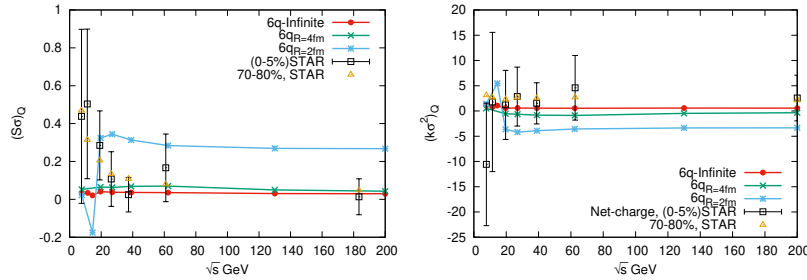 1
0.8
0.6
0.4
0.2
0
-0.2
(Sσ)Q
6q-Infinite
6qR=4fm
6qR=2fm
(0-5%)STAR
70-80%, STAR
0 20 40 60 80 100 120 140 160 180 200
√s GeV
25
20
15
10
5
0
-5
-10
-15
-20
-25
(kσ²)Q
6q-Infinite
6qR=4fm
6qR=2fm
Net-charge, (0-5%)STAR
70-80%, STAR
0 20 40 60 80 100 120 140 160 180 200
√s GeV